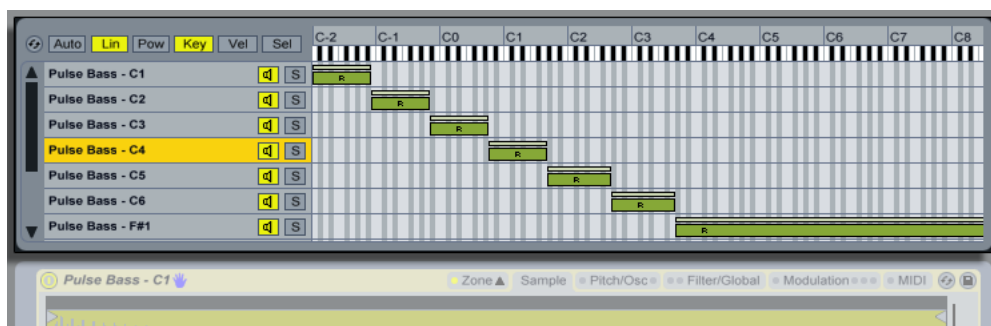 Auto Lin Pow Key Vel Sel C-2 C-1 C0 C1 C2 C3 C4 C5 C6 C7 C8
Pulse Bass - C1 S R
Pulse Bass - C2 S R
Pulse Bass - C3 S R
Pulse Bass - C4 S R
Pulse Bass - C5 S R
Pulse Bass - C6 S R
Pulse Bass - F#1 S R
Pulse Bass - C1 Zone Sample Pitch/Osc Filter/Global Modulation MIDI